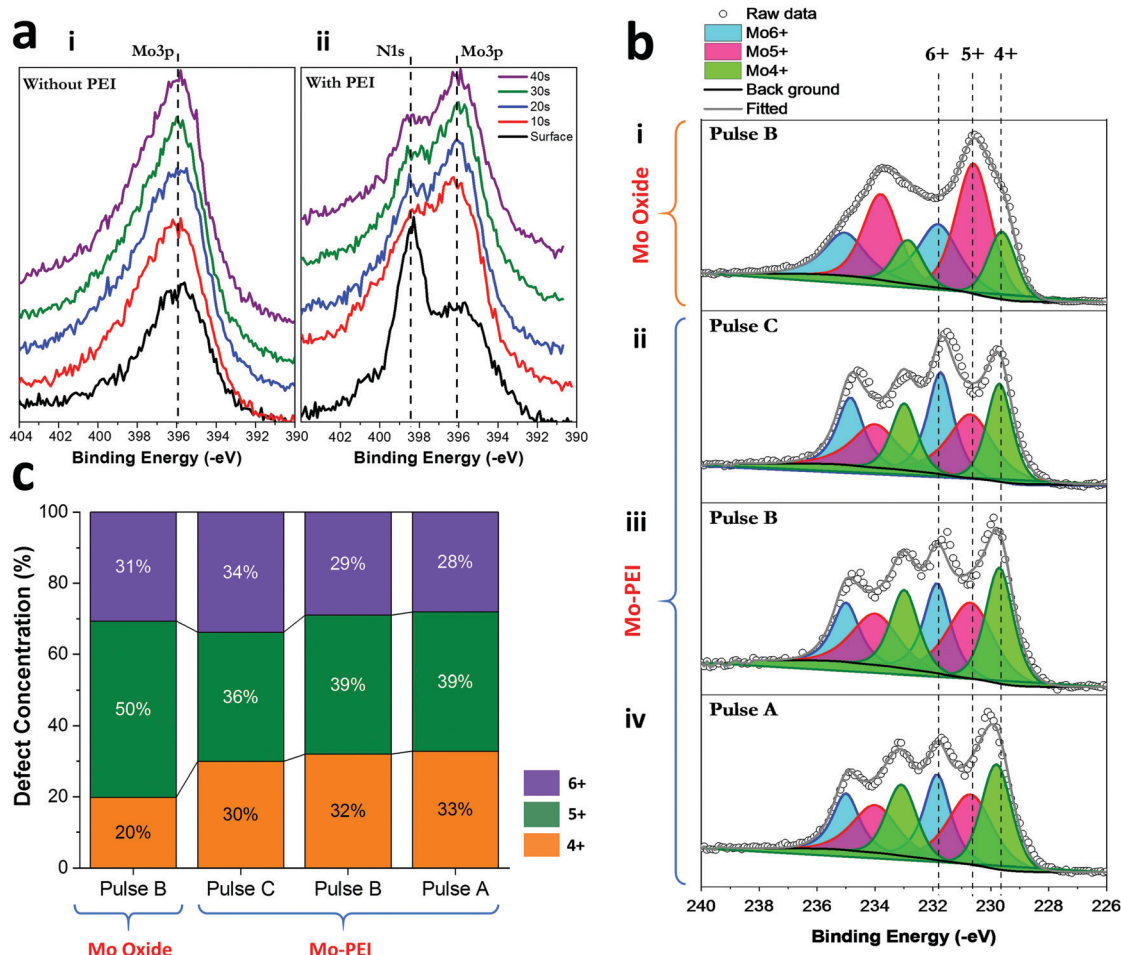 a
i
ii
Mo3p
N1s
Mo3p
Without PEI
With PEI
40s
30s
20s
10s
Surface
404 402 400 398 396 394 392 390
400 398 396 394 392 390
Binding Energy (-eV)
Binding Energy (-eV)
b
Raw data
Mo6+
Mo5+
Mo4+
Back ground
Fitted
6+ 5+ 4+
i
Pulse B
Mo Oxide
ii
Pulse C
iii
Pulse B
Mo-PEI
iv
Pulse A
240 238 236 234 232 230 228 226
Binding Energy (-eV)
c
Defect Concentration (%)
100
80
60
40
20
0
31% 34% 29% 28%
50% 36% 39% 39%
20% 30% 32% 33%
6+
5+
4+
Pulse B Pulse C Pulse B Pulse A
Mo Oxide Mo-PEI